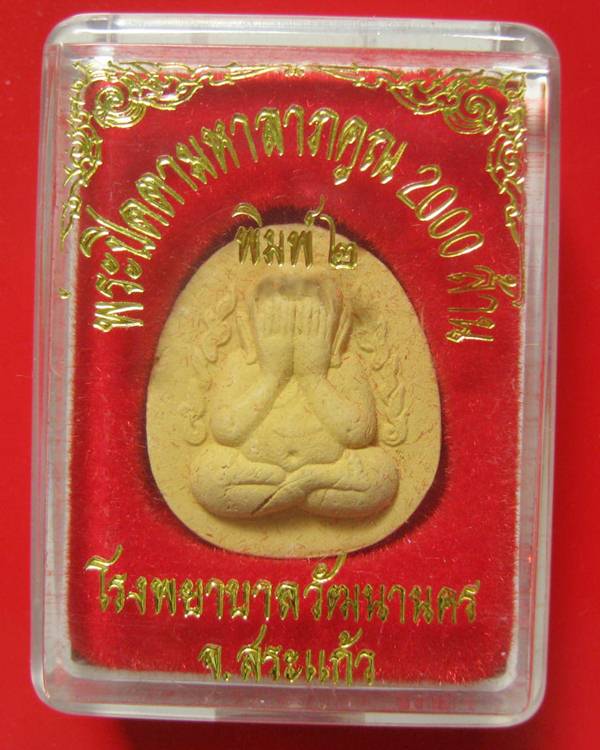 พระปิดตามหาลาภคูณ 2000 ล้าน
พิมพ์ ๒
โรงพยาบาลวัฒนานคร
จ.สระแก้ว